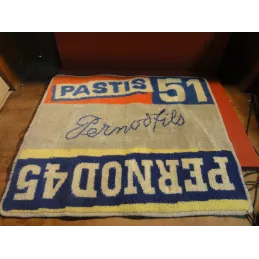 PASTIS 51
Pernod fils
PERNOD 45